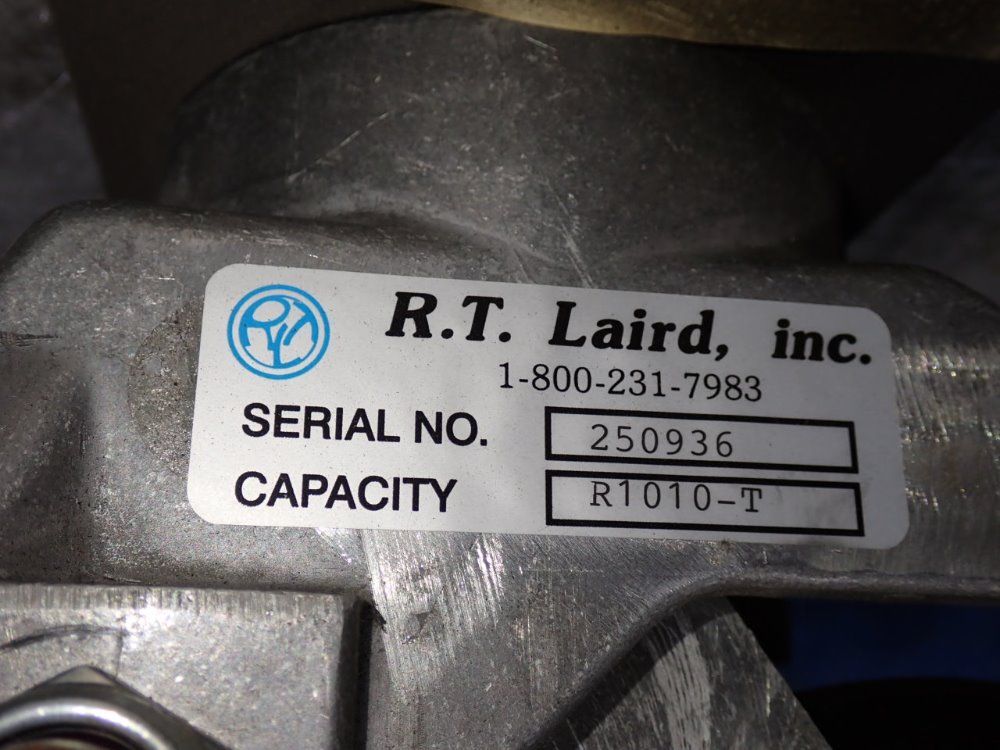 R.T. Laird, inc.
1-800-231-7983
SERIAL NO. 250936
CAPACITY R1010-T